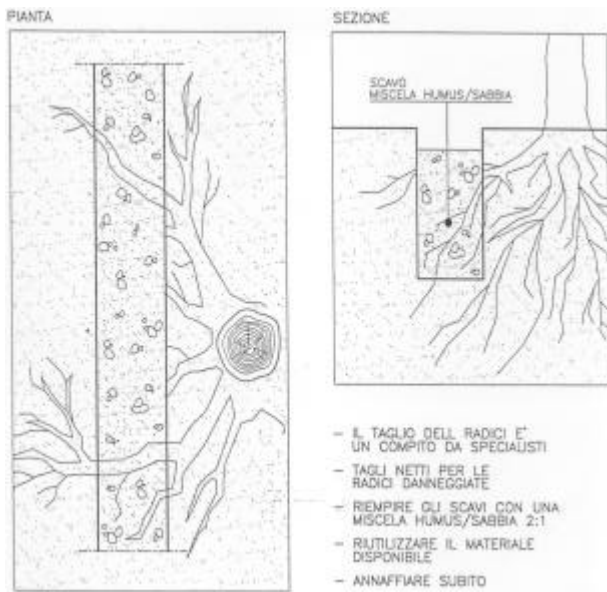 PIANTA
SEZIONE
SCAVO
MISCELA HUMUS/SABBIA
– IL TAGLIO DELL RADICI E'
UN COMPITO DA SPECIALISTI
– TAGLI NETTI PER LE
RADICI DANNEGGIATE
– RIEMPIRE GLI SCAVI CON UNA
MISCELA HUMUS/SABBIA 2:1
– RIUTILIZZARE IL MATERIALE
DISPONIBILE
– ANNAFFIARE SUBITO